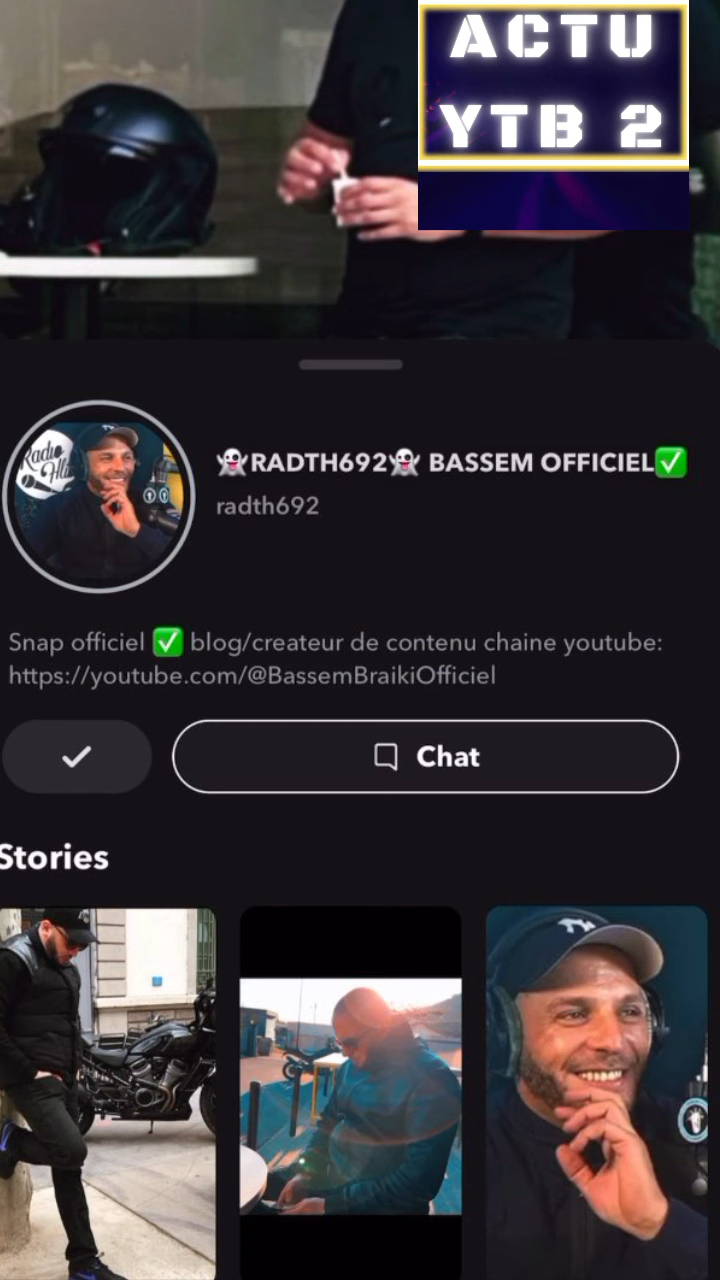 ACTU
YTB 2
Radio
👻RADTH692👻 BASSEM OFFICIEL✅
radth692
Snap officiel ✅ blog/createur de contenu chaine youtube:
https://youtube.com/@BassemBraikiOfficiel
Chat
Stories